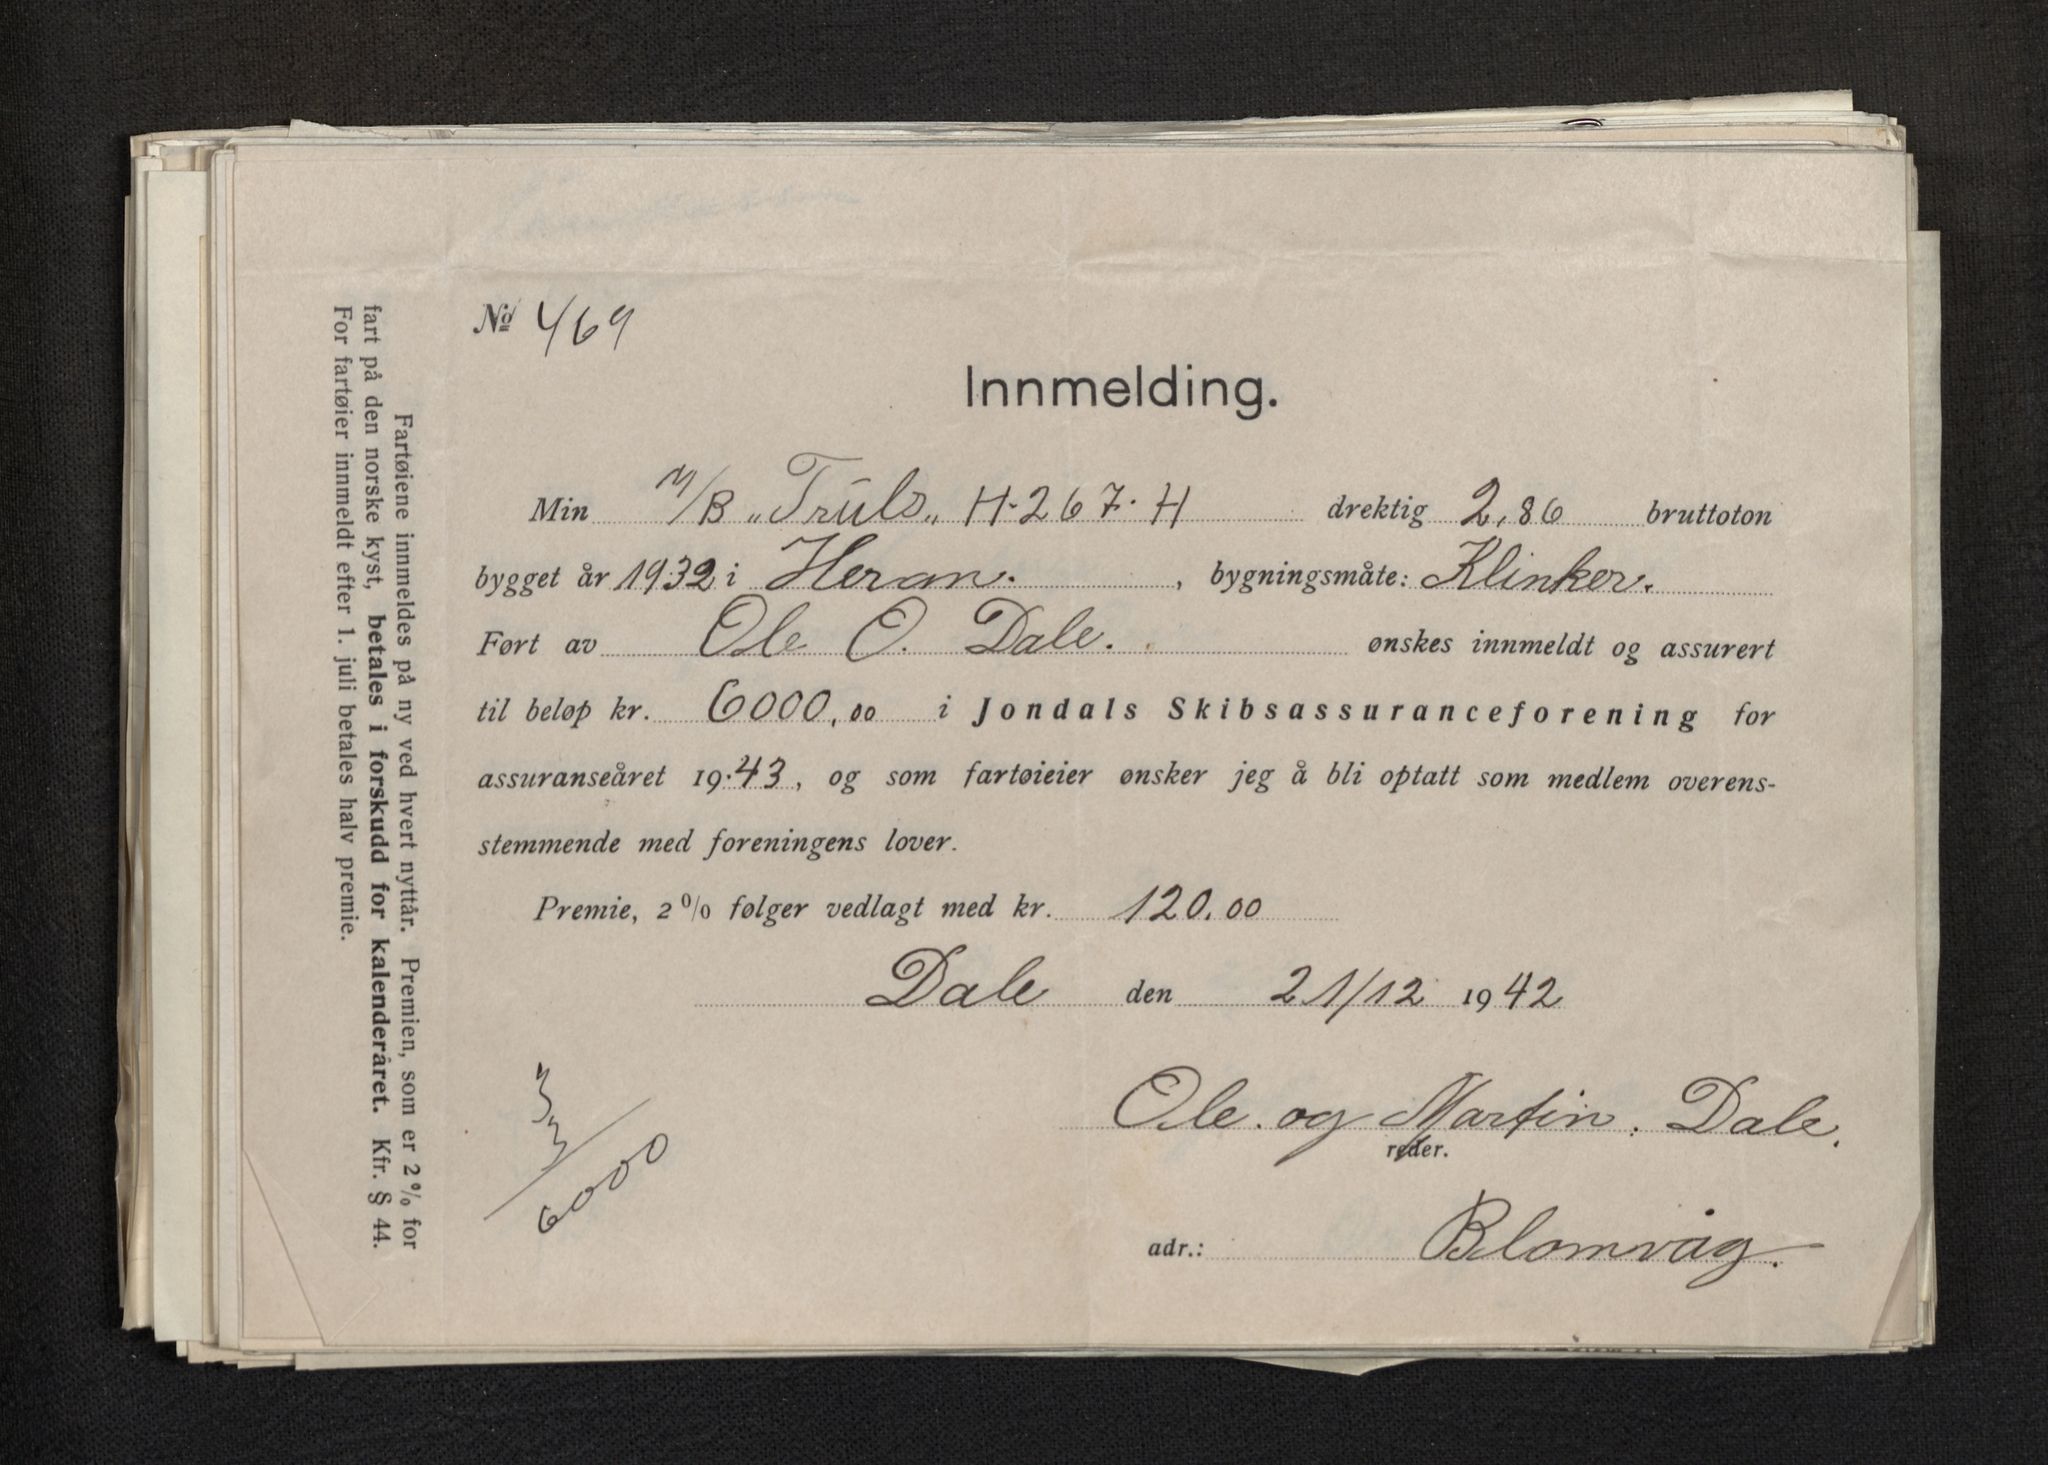 № 469
Innmelding.
Min M/B „Truls„ H-267-H drektig 2,86 bruttoton
bygget år 1932 i Heran. , bygningsmåte: Klinker.
Ført av Ole O. Dale. ønskes innmeldt og assurert
til beløp kr. 6000,00 i Jondals Skibsassuranceforening for
assuranseåret 19.43, og som fartøieier ønsker jeg å bli optatt som medlem overens-
stemmende med foreningens lover.
Premie, 2% følger vedlagt med kr. 120.00
Dale den 21/12 1942
Ole. og Martin. Dale.
reder.
adr.: Blomvåg.
6000
Fartøiene innmeldes på ny ved hvert nyttår. Premien, som er 2% for
fart på den norske kyst, betales i forskudd for kalenderåret. Kfr. § 44.
For fartøier innmeldt efter 1. juli betales halv premie.